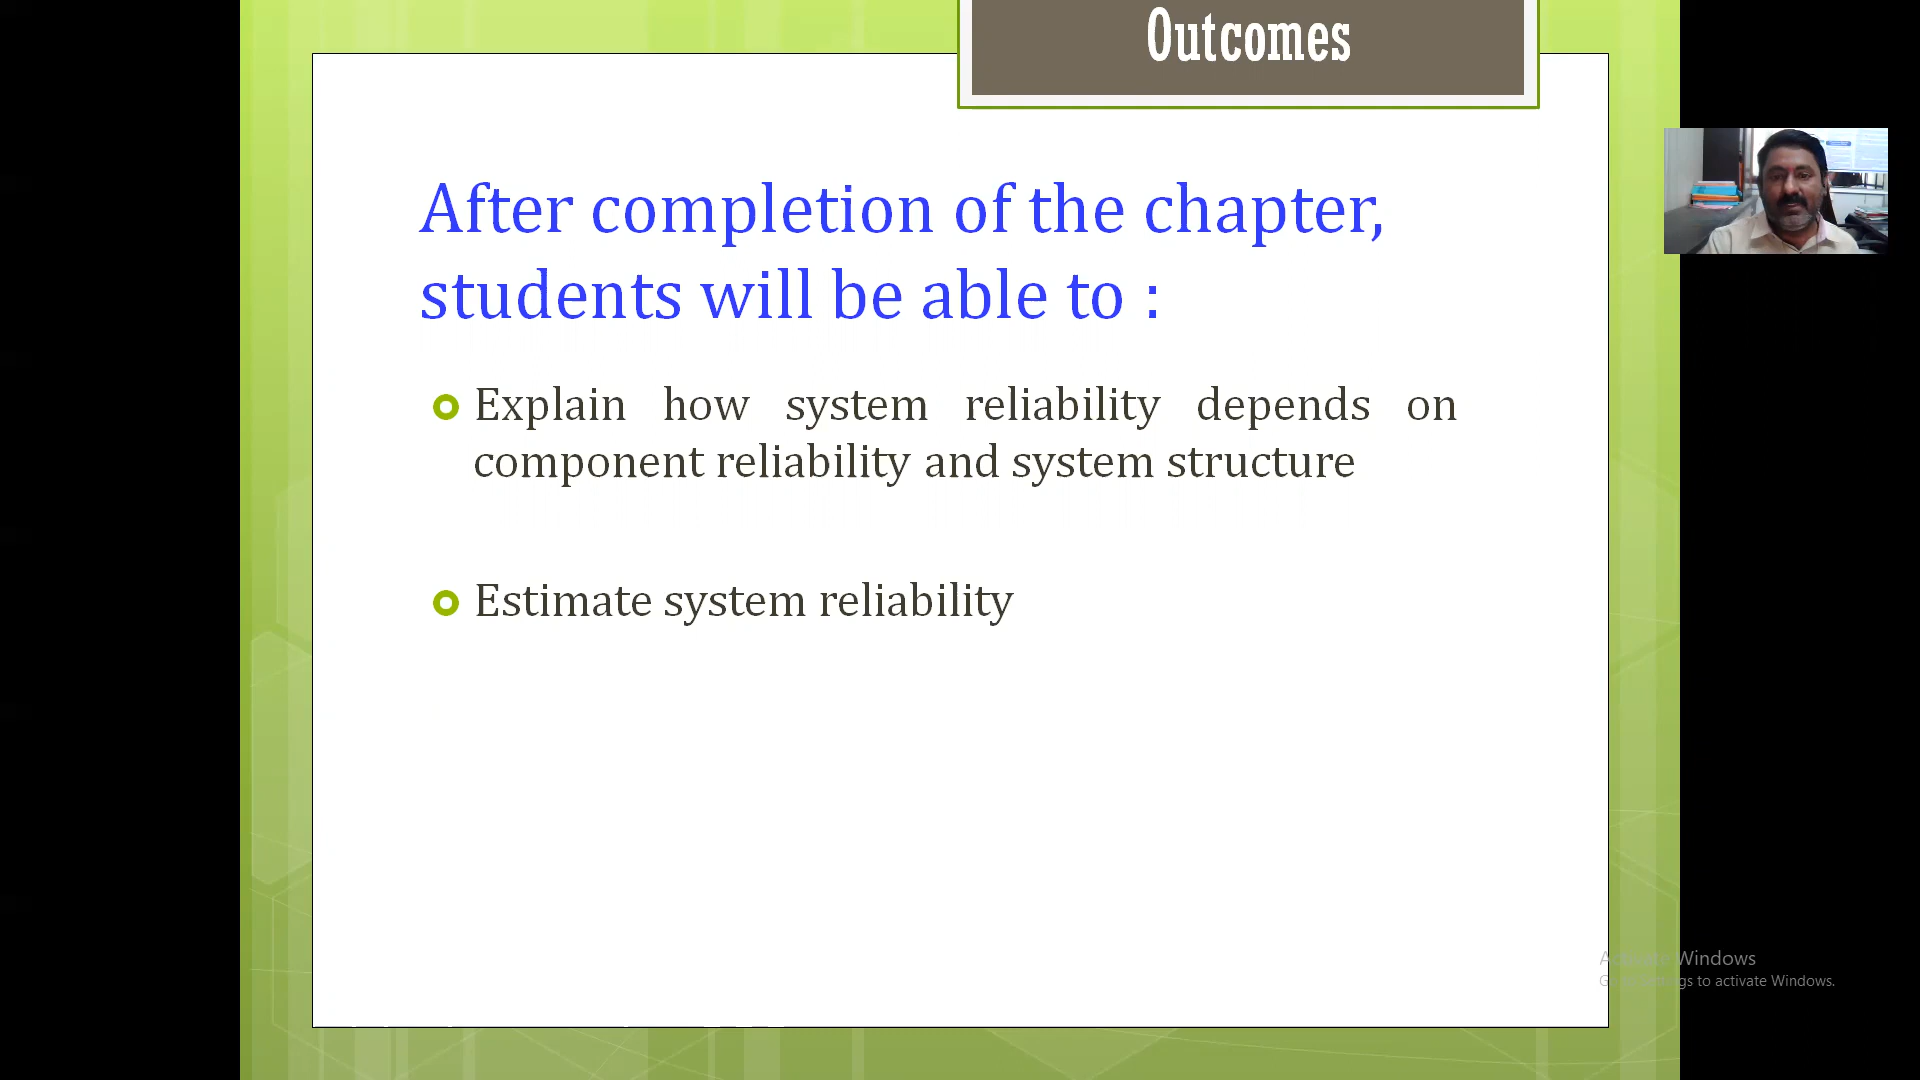 Outcomes
After completion of the chapter,
students will be able to :
Explain how system reliability depends on
component reliability and system structure
Estimate system reliability
Activate Windows
Go to Settings to activate Windows.